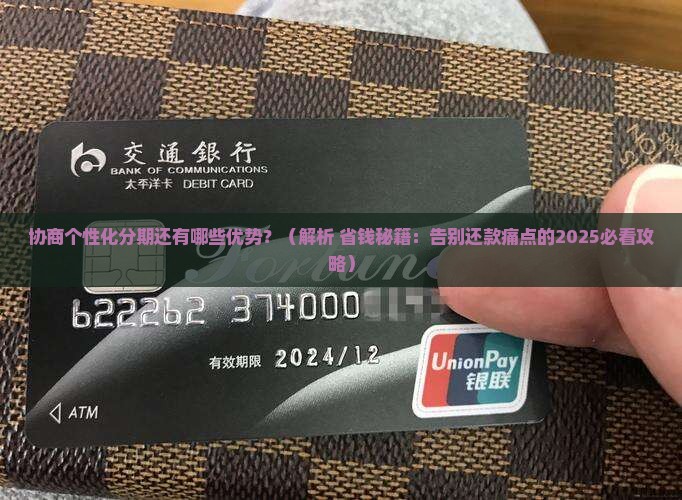 交通銀行
BANK OF COMMUNICATIONS
太平洋卡 DEBIT CARD
协商个性化分期还有哪些优势？（解析 省钱秘籍：告别还款痛点的2025必看攻
略）
622262 374000
有效期限 2024/12
UnionPay
银联
ATM